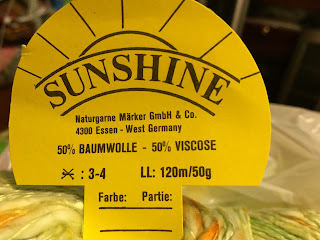 SUNSHINE
Naturgarne Märker GmbH & Co.
4300 Essen - West Germany
50% BAUMWOLLE - 50% VISCOSE
: 3-4 LL: 120m/50g
Farbe: Partie: